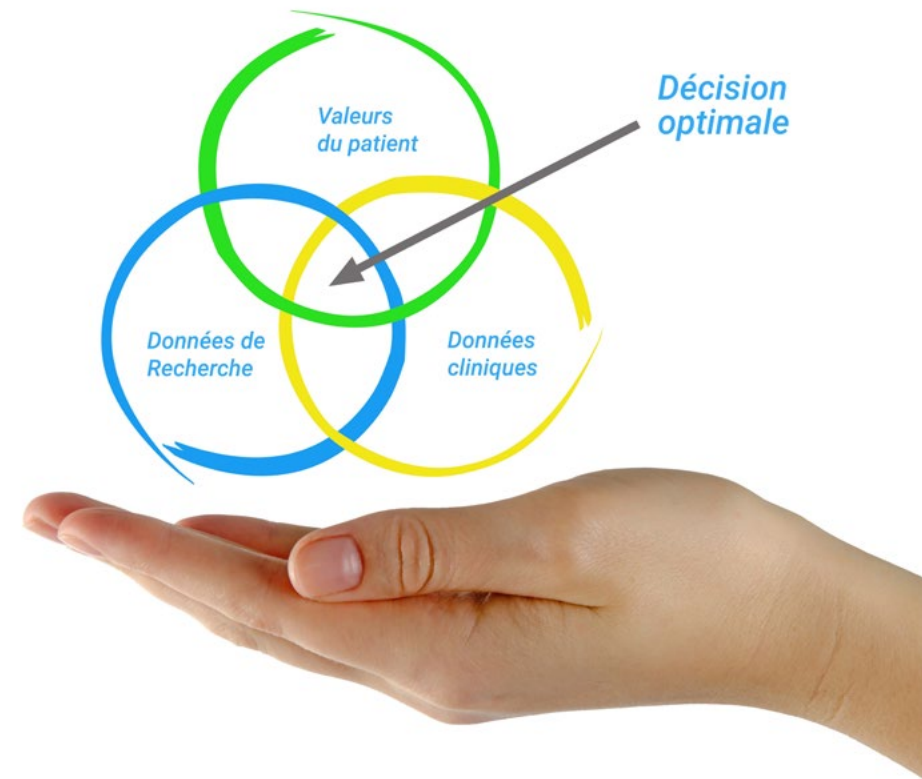 Décision
optimale
Valeurs
du patient
Données de
Recherche
Données
cliniques